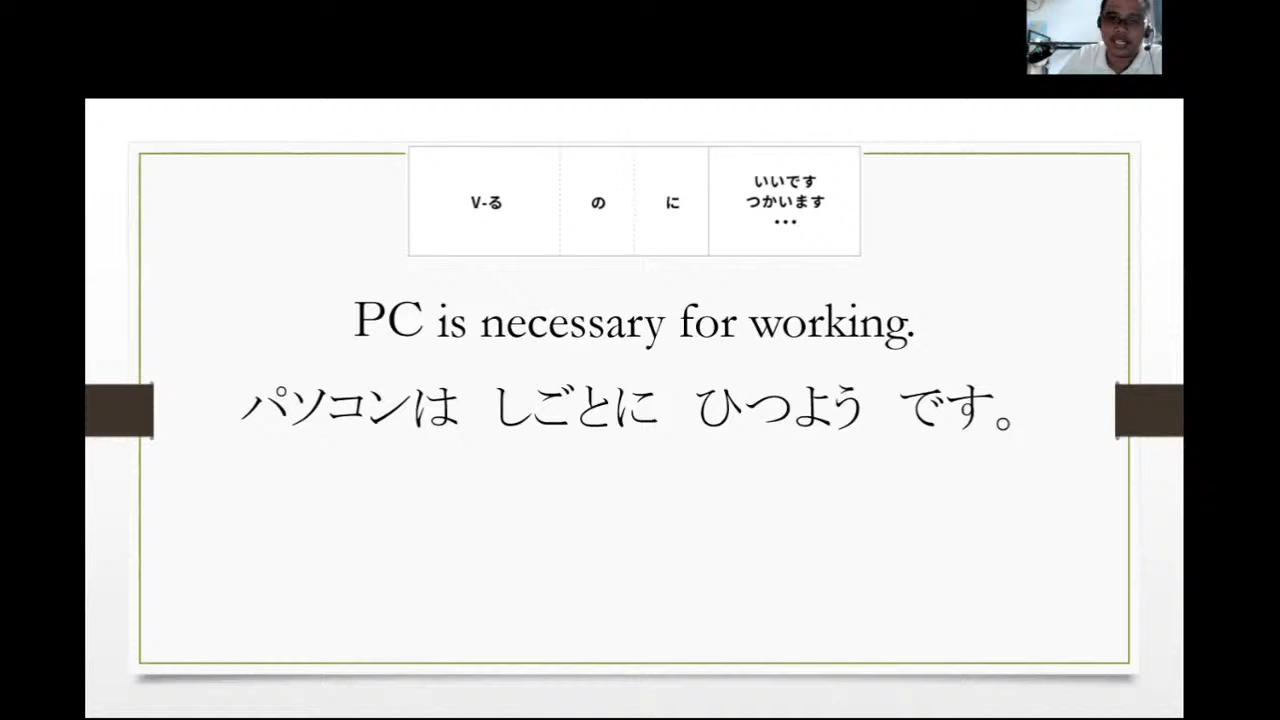 V-る の に いいです
つかいます
・・・
PC is necessary for working.
パソコンは　しごとに　ひつよう　です。